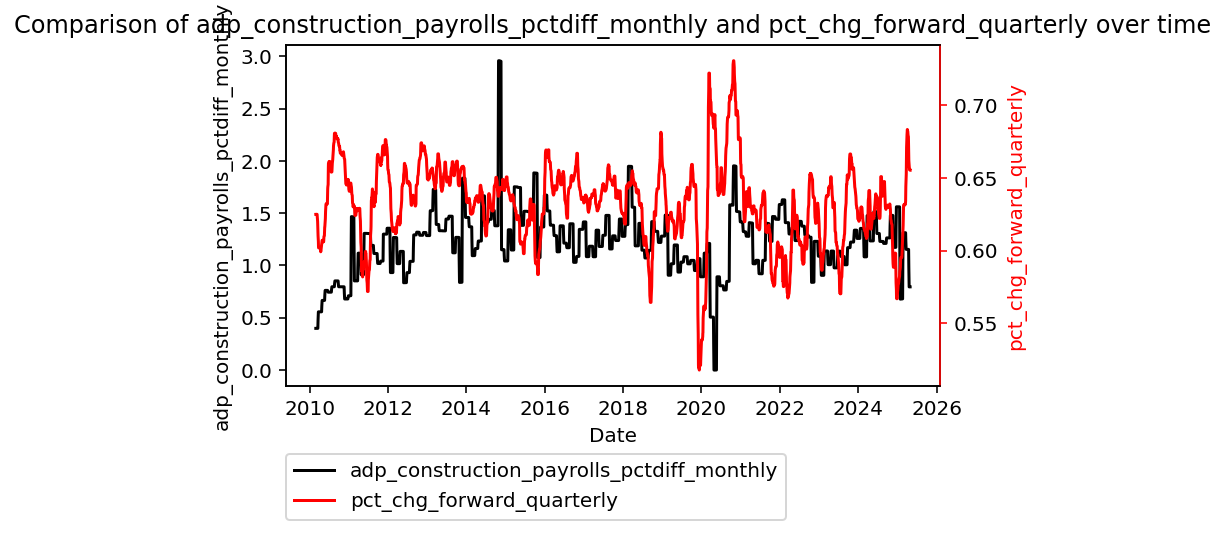 Comparison of adp_construction_payrolls_pctdiff_monthly and pct_chg_forward_quarterly over time
adp_construction_payrolls_pctdiff_monthly
3.0
2.5
2.0
1.5
1.0
0.5
0.0
0.70
0.65
0.60
0.55
pct_chg_forward_quarterly
2010 2012 2014 2016 2018 2020 2022 2024 2026
Date
adp_construction_payrolls_pctdiff_monthly
pct_chg_forward_quarterly